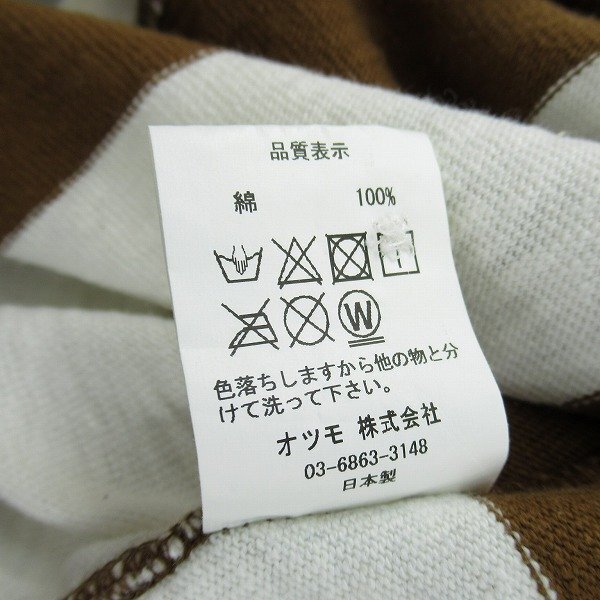 品質表示
綿 100%
W
色落ちしますから他の物と分
けて洗って下さい。
オツモ 株式会社
03-6863-3148
日本製